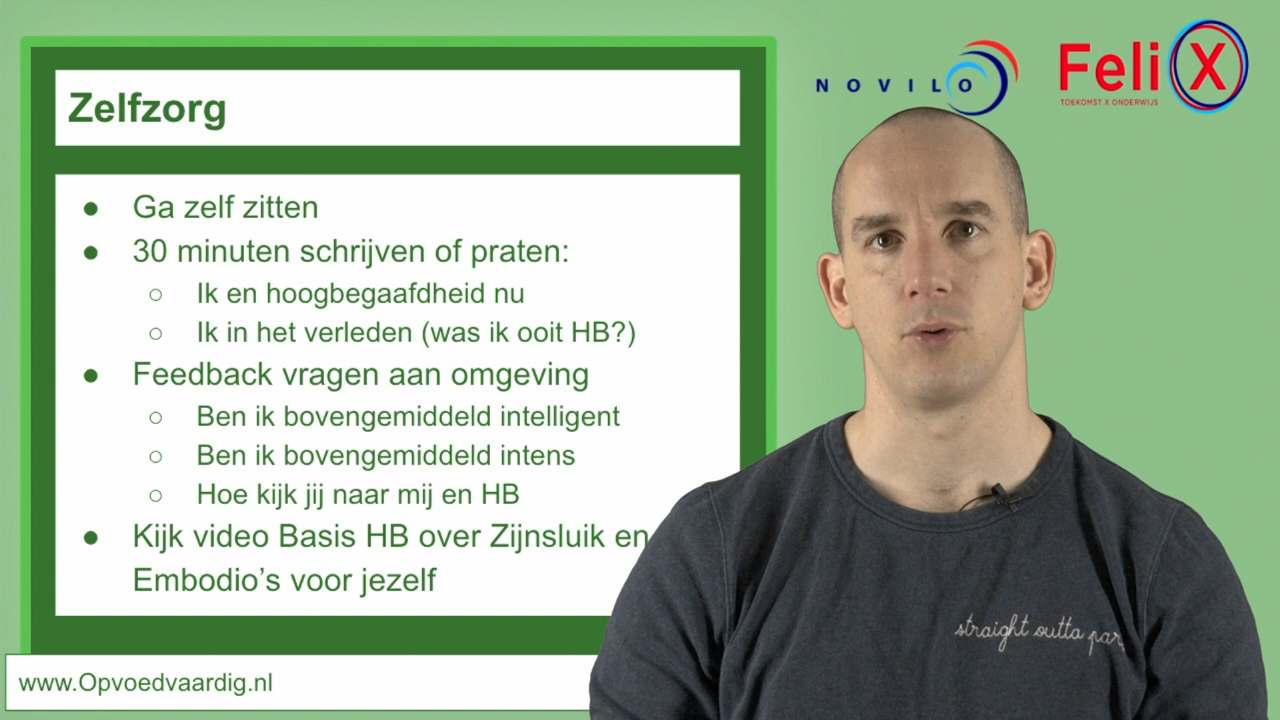 Zelfzorg
● Ga zelf zitten
● 30 minuten schrijven of praten:
○ Ik en hoogbegaafdheid nu
○ Ik in het verleden (was ik ooit HB?)
● Feedback vragen aan omgeving
○ Ben ik bovengemiddeld intelligent
○ Ben ik bovengemiddeld intens
○ Hoe kijk jij naar mij en HB
● Kijk video Basis HB over Zijnsluik en
Embodio's voor jezelf
www.Opvoedvaardig.nl
NOVILO
FeliX
TOEKOMST X ONDERWIJS
straight outta